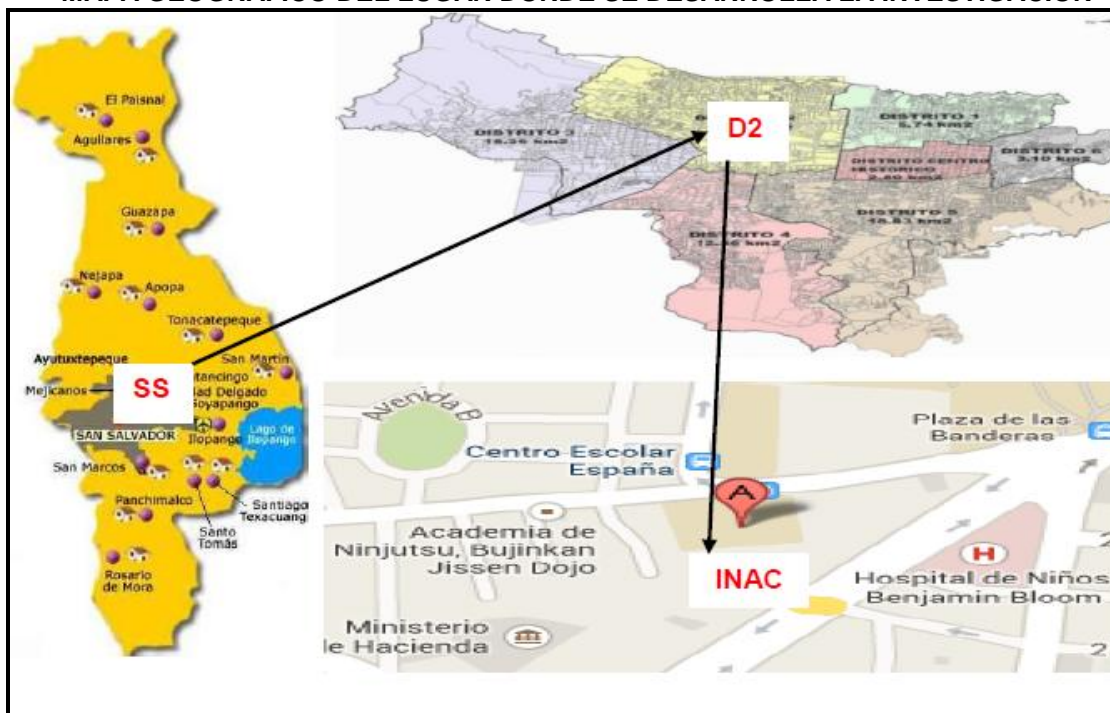 El Paisnal
Aguilares
Guazapa
Nejapa
Apopa
Tonacatepeque
Ayutuxtepeque
San Martin
Mejicanos
SS
Soyapango
SAN SALVADOR
Ilopango
Lago de
Ilopango
San Marcos
Panchimalco
Santiago
Santo
Tomás
Rosario
de Mora
DISTRITO 3
D2
DISTRITO 1
5.74 km2
DISTRITO 6
3.10 km2
DISTRITO CENTRO
HISTORICO
DISTRITO 5
DISTRITO 4
Avenida B
Plaza de las
Banderas
Centro Escolar
España
A
Academia de
Ninjutsu, Bujinkan
Jissen Dojo
INAC
H
Hospital de Niños
Benjamin Bloom
Ministerio
de Hacienda
2
2